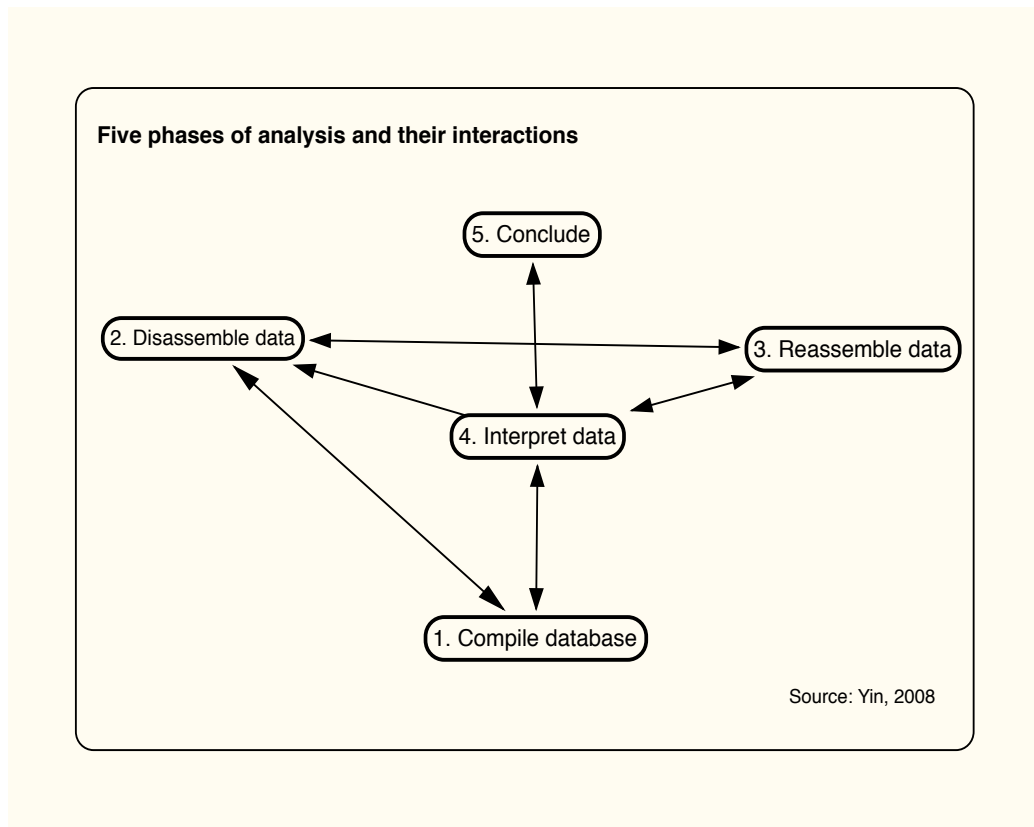 Five phases of analysis and their interactions
5. Conclude
2. Disassemble data
3. Reassemble data
4. Interpret data
1. Compile database
Source: Yin, 2008